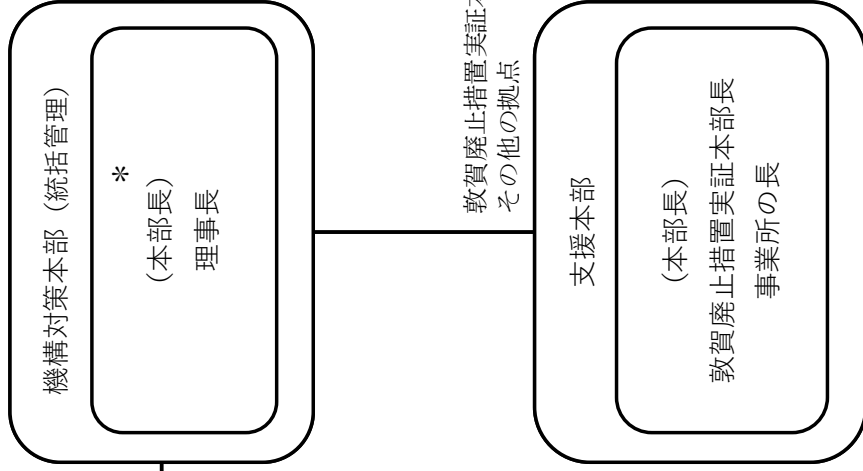 機構対策本部（統括管理）
*
（本部長）
理事長
敦賀廃止措置実証
その他の拠点
支援本部
（本部長）
敦賀廃止措置実証本部長
事業所の長